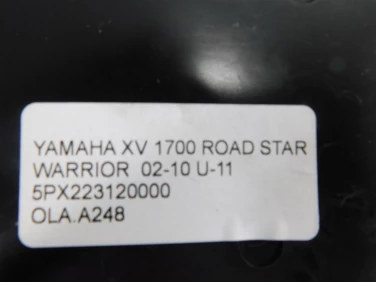 YAMAHA XV 1700 ROAD STAR
WARRIOR 02-10 U-11
5PX223120000
OLA.A248